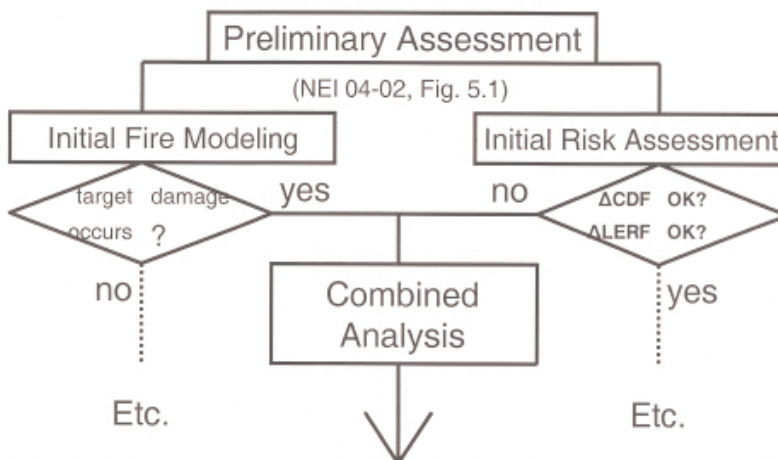 Preliminary Assessment
(NEI 04-02, Fig. 5.1)
Initial Fire Modeling
Initial Risk Assessment
target damage
occurs ?
yes
no
ΔCDF OK?
ΔLERF OK?
no
Combined
Analysis
yes
Etc.
Etc.